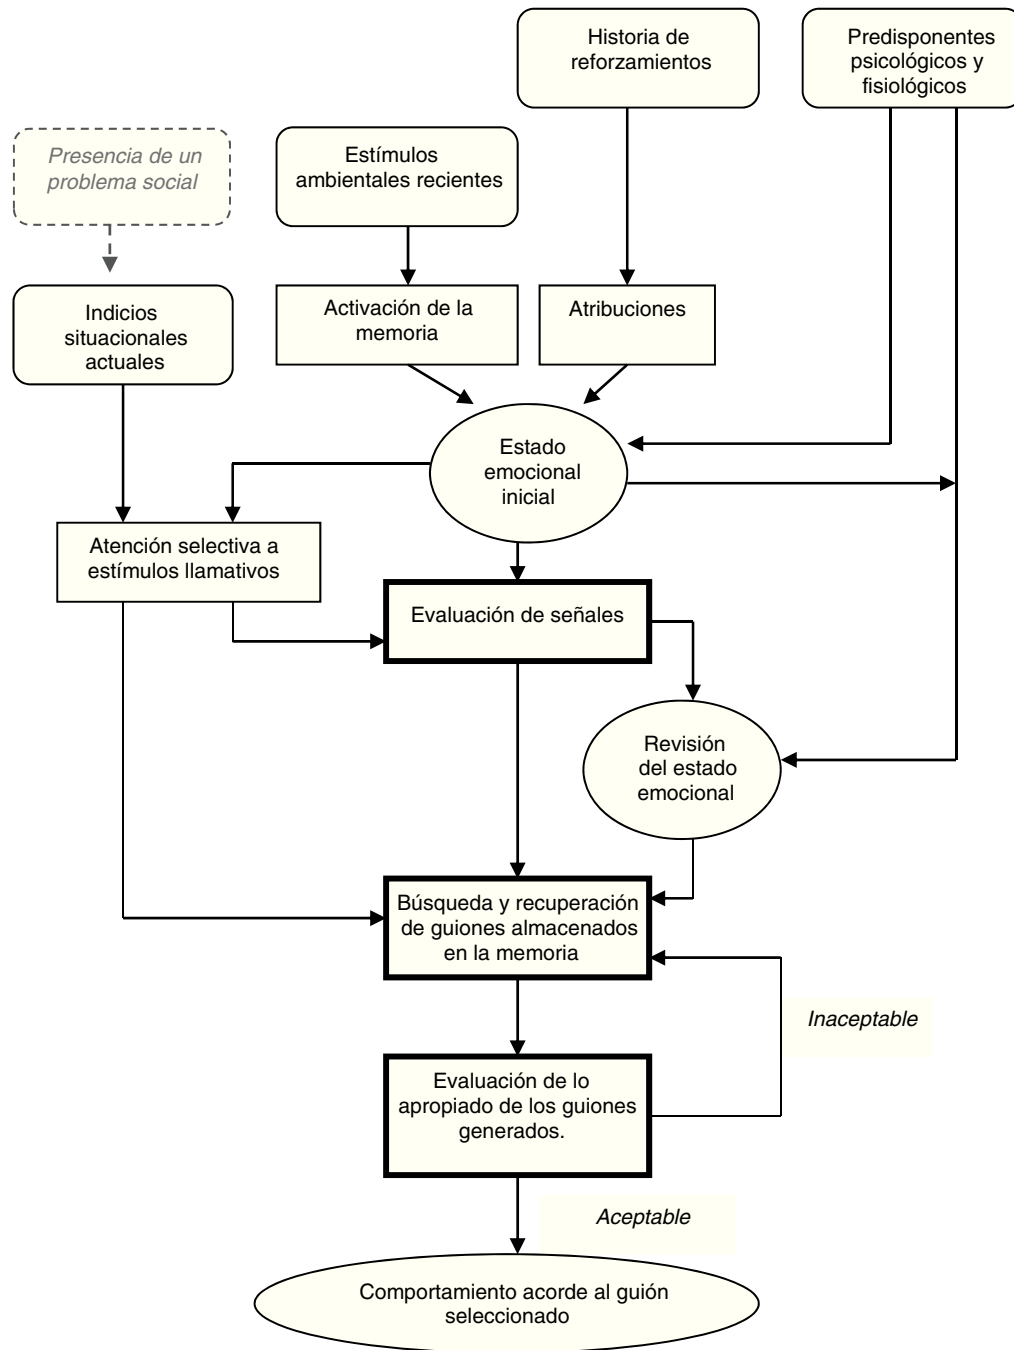 Historia de
reforzamientos
Predisponentes
psicológicos y
fisiológicos
Presencia de un
problema social
Estímulos
ambientales recientes
Indicios
situacionales
actuales
Activación de la
memoria
Atribuciones
Estado
emocional
inicial
Atención selectiva a
estímulos llamativos
Evaluación de señales
Revisión
del estado
emocional
Búsqueda y recuperación
de guiones almacenados
en la memoria
Inaceptable
Evaluación de lo
apropiado de los guiones
generados.
Aceptable
Comportamiento acorde al guión
seleccionado